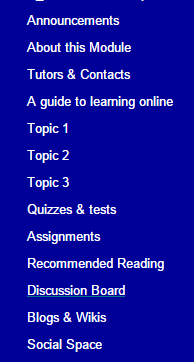 Announcements
About this Module
Tutors & Contacts
A guide to learning online
Topic 1
Topic 2
Topic 3
Quizzes & tests
Assignments
Recommended Reading
Discussion Board
Blogs & Wikis
Social Space